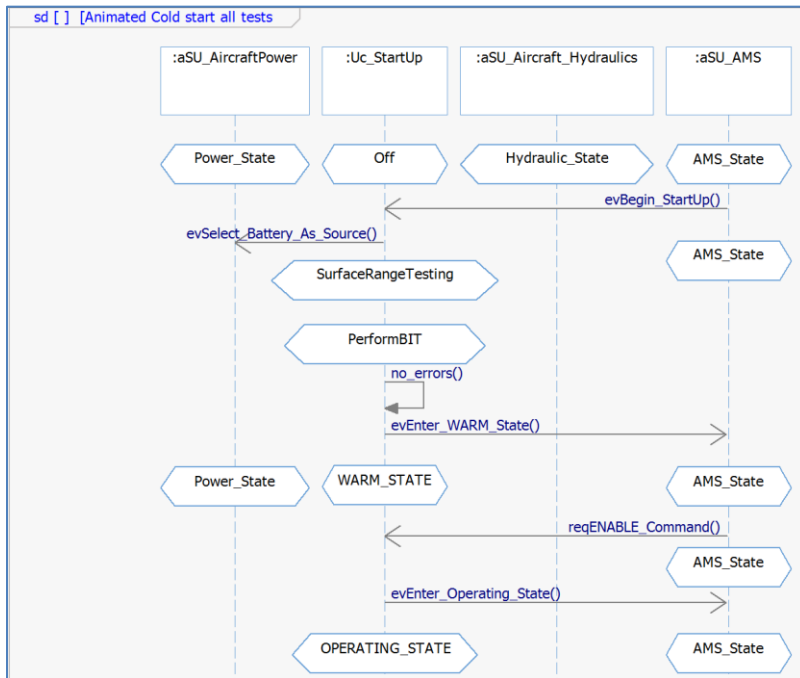 sd [ ] [Animated Cold start all tests
:aSU_AircraftPower
:Uc_StartUp
:aSU_Aircraft_Hydraulics
:aSU_AMS
Power_State
Off
Hydraulic_State
AMS_State
evBegin_StartUp()
evSelect_Battery_As_Source()
AMS_State
SurfaceRangeTesting
PerformBIT
no_errors()
evEnter_WARM_State()
Power_State
WARM_STATE
AMS_State
reqENABLE_Command()
AMS_State
evEnter_Operating_State()
OPERATING_STATE
AMS_State